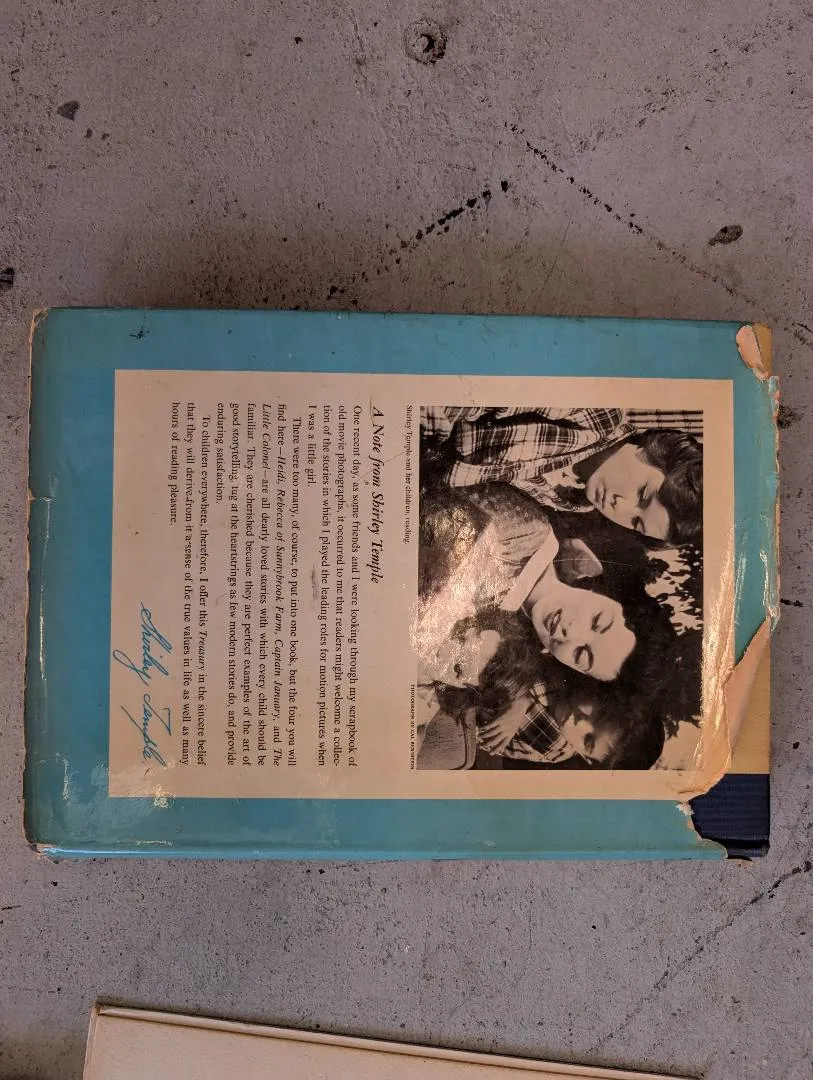 PHOTOGRAPH BY CAL BERNSTEIN
Shirley Temple and her children, reading.
A Note from Shirley Temple
One recent day, as some friends and I were looking through my scrapbook of
old movie photographs, it occurred to me that readers might welcome a collec-
tion of the stories in which I played the leading roles for motion pictures when
I was a little girl.
There were too many, of course, to put into one book, but the four you will
find here—Heidi, Rebecca of Sunnybrook Farm, Captain January, and The
Little Colonel—are all dearly loved stories with which every child should be
familiar. They are cherished because they are perfect examples of the art of
good storytelling, tug at the heartstrings as few modern stories do, and provide
enduring satisfaction.
To children everywhere, therefore, I offer this Treasury in the sincere belief
that they will derive from it a sense of the true values in life as well as many
hours of reading pleasure.
Shirley Temple